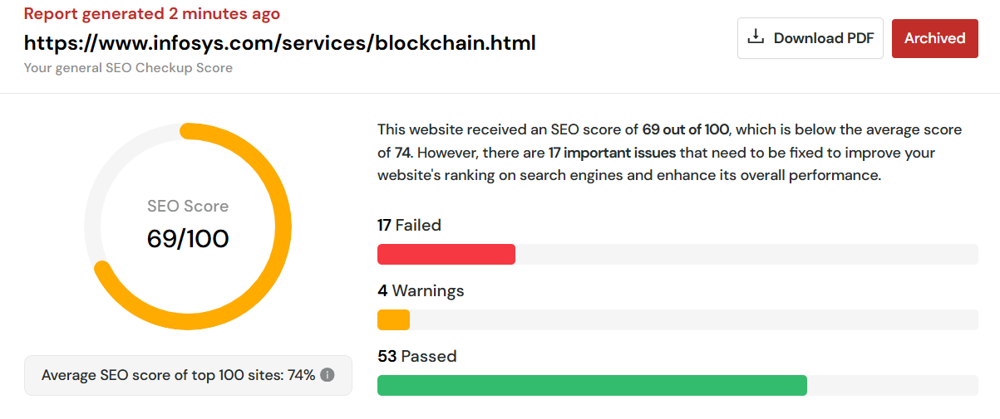 Report generated 2 minutes ago
https://www.infosys.com/services/blockchain.html
Your general SEO Checkup Score
Download PDF
Archived
SEO Score
69/100
Average SEO score of top 100 sites: 74%
This website received an SEO score of 69 out of 100, which is below the average score
of 74. However, there are 17 important issues that need to be fixed to improve your
website's ranking on search engines and enhance its overall performance.
17 Failed
4 Warnings
53 Passed